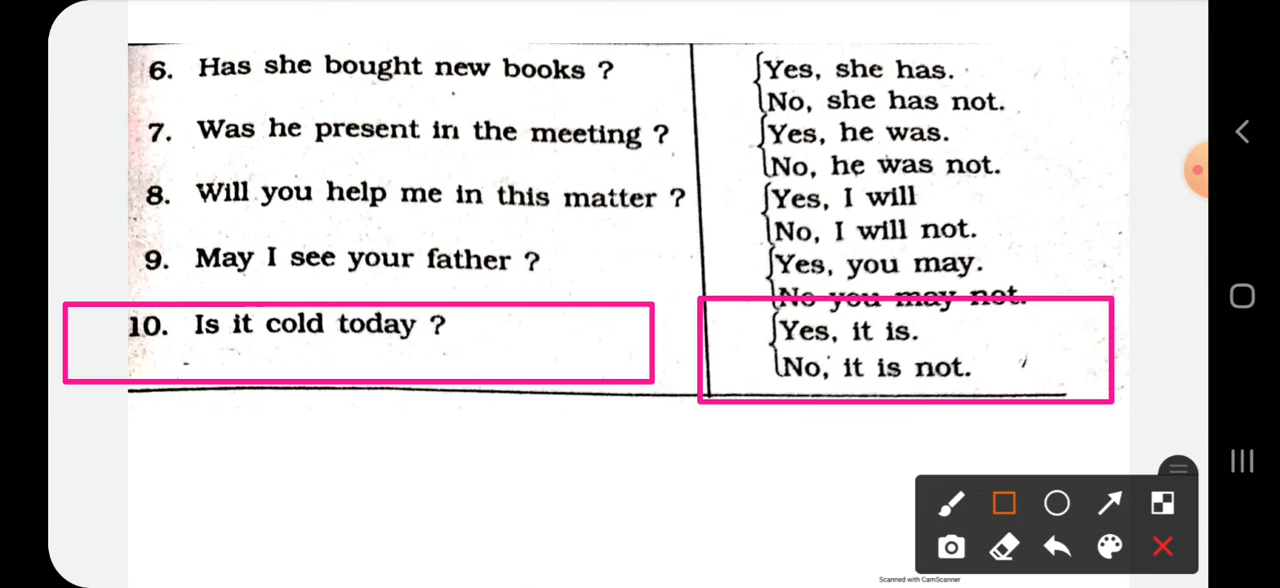 6. Has she bought new books ? Yes, she has.
No, she has not.
7. Was he present in the meeting ? Yes, he was.
No, he was not.
8. Will you help me in this matter ? Yes, I will
No, I will not.
9. May I see your father ? Yes, you may.
No you may not.
10. Is it cold today ? Yes, it is.
No, it is not.
Scanned with CamScanner